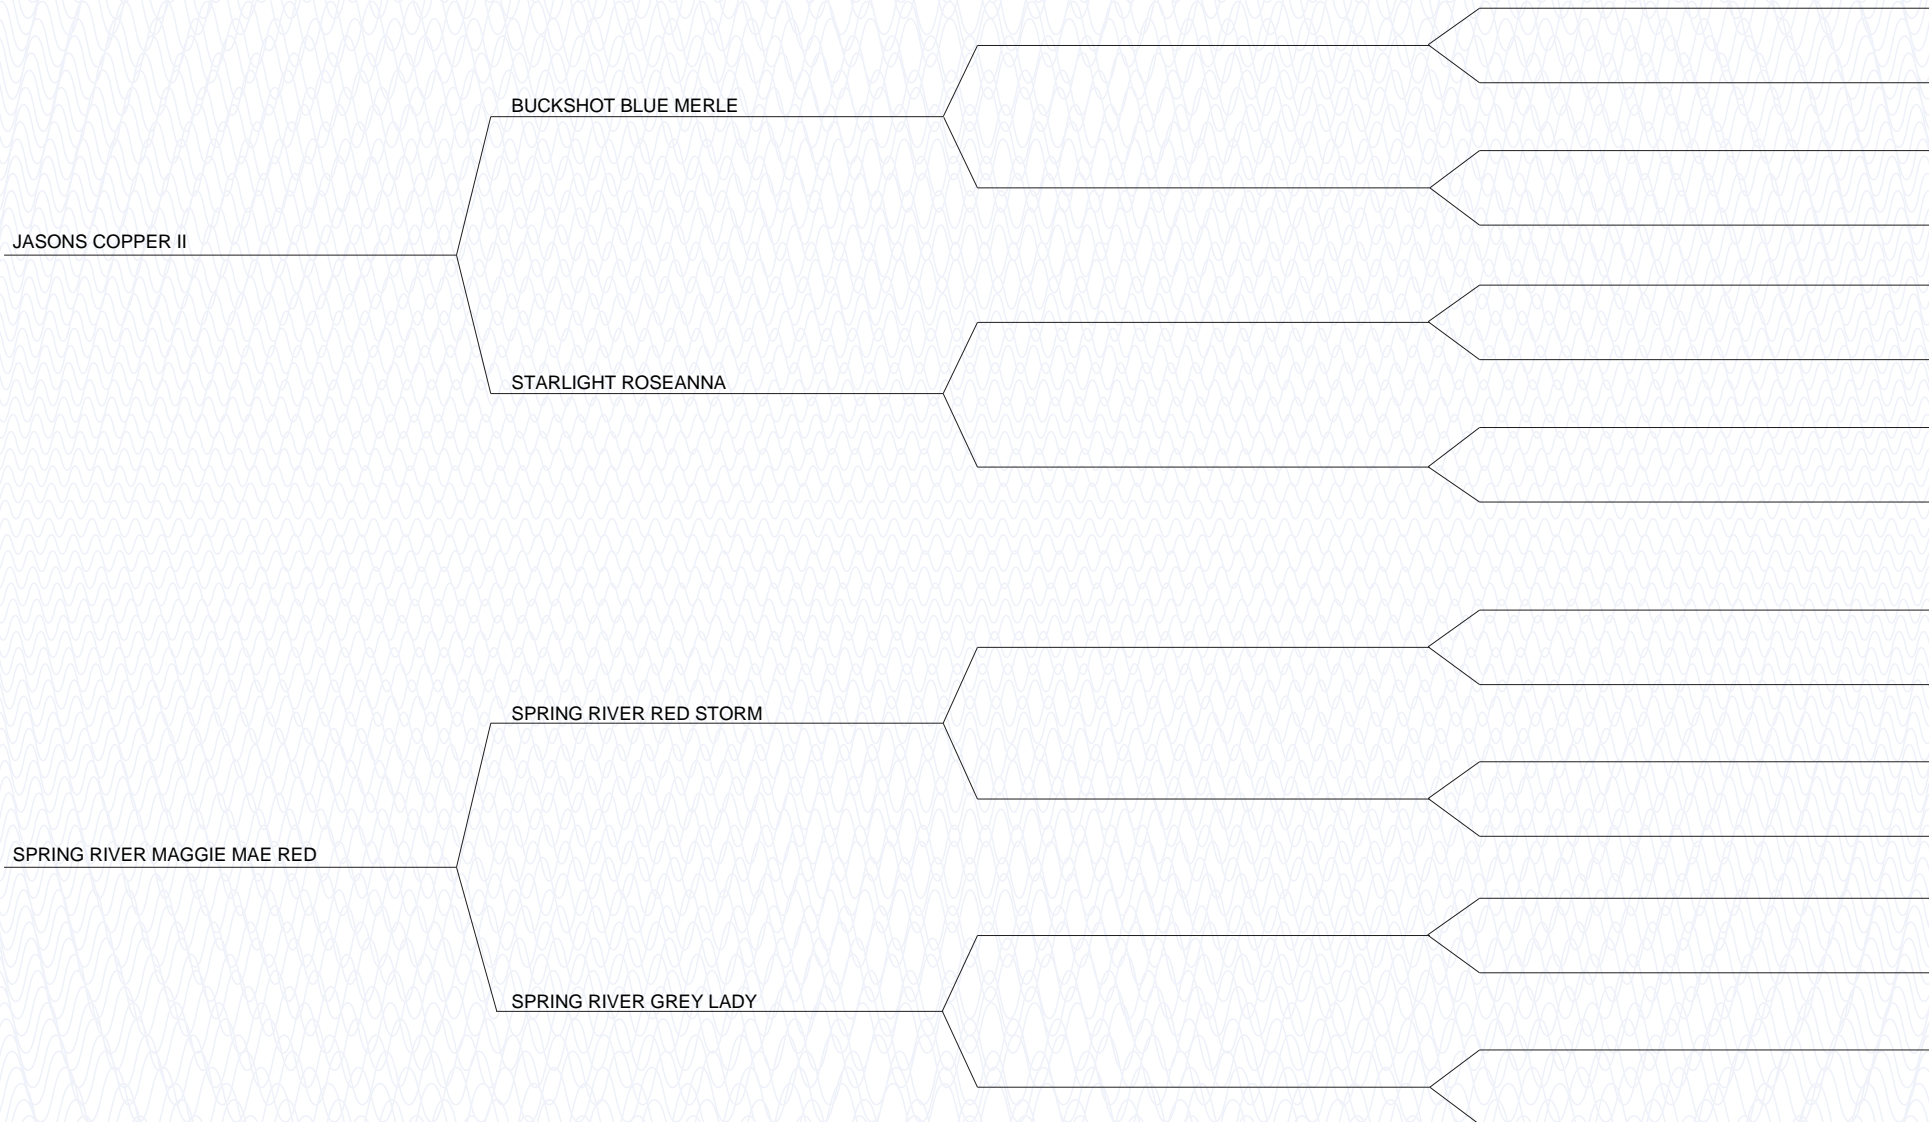 BUCKSHOT BLUE MERLE
JASONS COPPER II
STARLIGHT ROSEANNA
SPRING RIVER RED STORM
SPRING RIVER MAGGIE MAE RED
SPRING RIVER GREY LADY